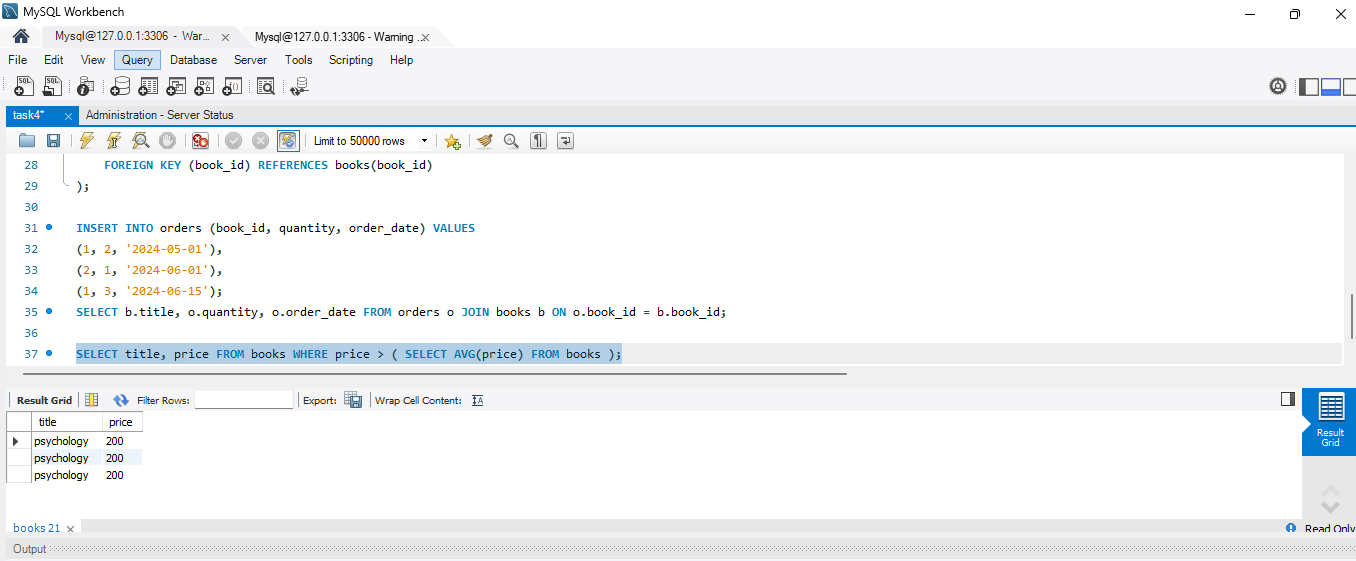 MySQL Workbench
Mysql@127.0.0.1:3306 - War... × Mysql@127.0.0.1:3306 - Warning .×
File Edit View Query Database Server Tools Scripting Help
SQL SQL
task4* × Administration - Server Status
Limit to 50000 rows
28 FOREIGN KEY (book_id) REFERENCES books(book_id)
29 );
30
31 INSERT INTO orders (book_id, quantity, order_date) VALUES
32 (1, 2, '2024-05-01'),
33 (2, 1, '2024-06-01'),
34 (1, 3, '2024-06-15');
35 SELECT b.title, o.quantity, o.order_date FROM orders o JOIN books b ON o.book_id = b.book_id;
36
37 SELECT title, price FROM books WHERE price > ( SELECT AVG(price) FROM books );
Result Grid Filter Rows: Export: Wrap Cell Content: IA
title price
psychology 200
psychology 200
psychology 200
Result
Grid
books 21 × Read Only
Output